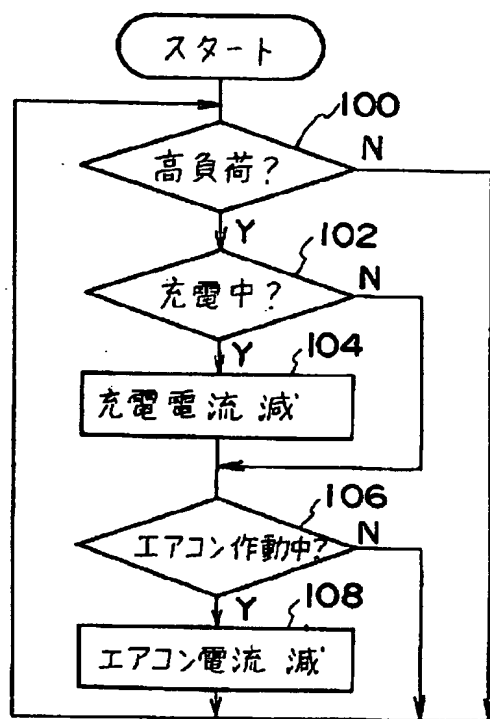 スタート
100
高負荷?
N
Y
102
充電中?
N
Y
104
充電電流 減
106
エアコン作動中?
N
Y
108
エアコン電流 減